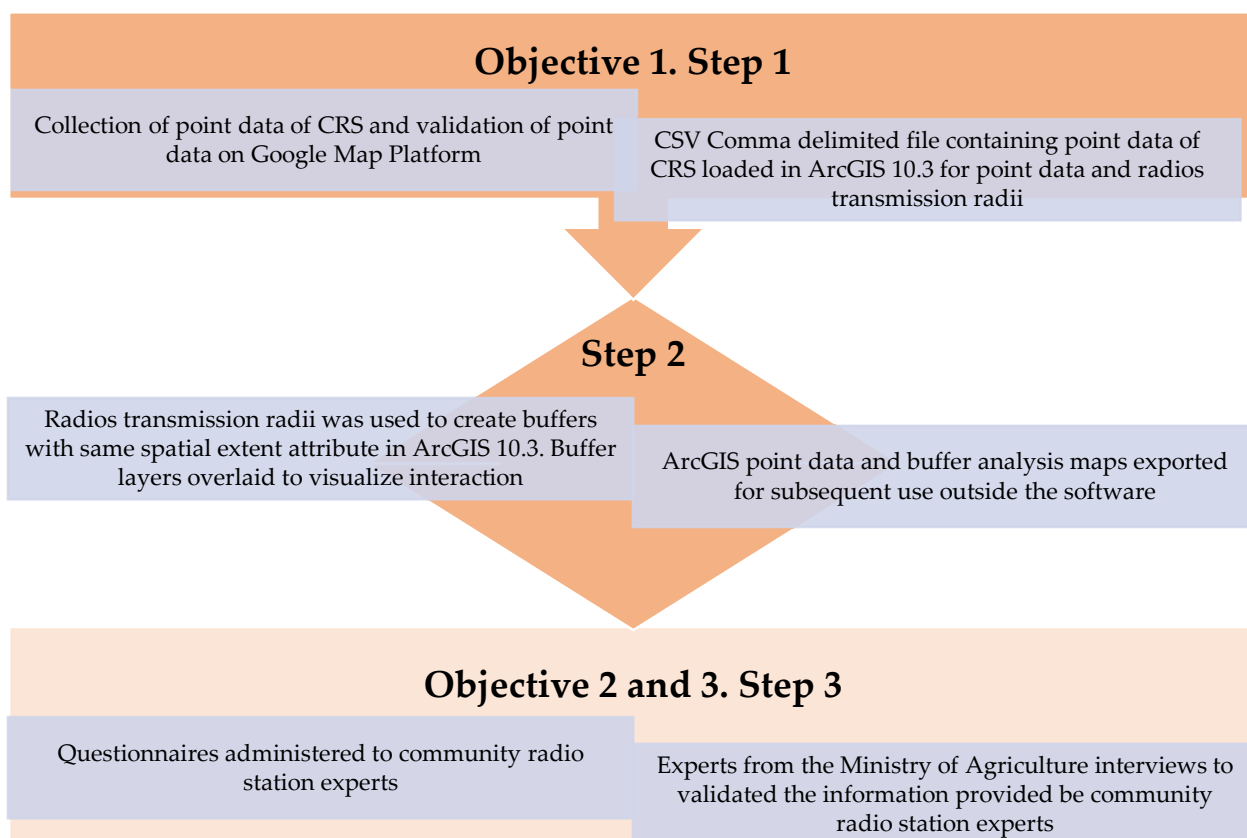 Objective 1. Step 1
Collection of point data of CRS and validation of point
data on Google Map Platform
CSV Comma delimited file containing point data of
CRS loaded in ArcGIS 10.3 for point data and radios
transmission radii
Step 2
Radios transmission radii was used to create buffers
with same spatial extent attribute in ArcGIS 10.3. Buffer
layers overlaid to visualize interaction
ArcGIS point data and buffer analysis maps exported
for subsequent use outside the software
Objective 2 and 3. Step 3
Questionnaires administered to community radio
station experts
Experts from the Ministry of Agriculture interviews to
validated the information provided be community
radio station experts